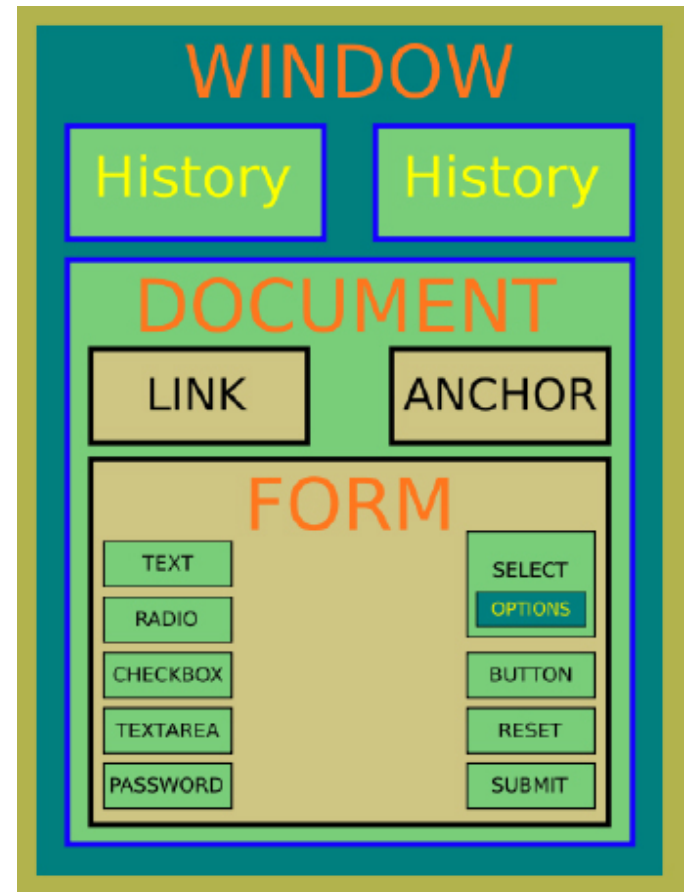 WINDOW
History History
DOCUMENT
LINK ANCHOR
FORM
TEXT
SELECT
OPTIONS
RADIO
CHECKBOX BUTTON
TEXTAREA RESET
PASSWORD SUBMIT